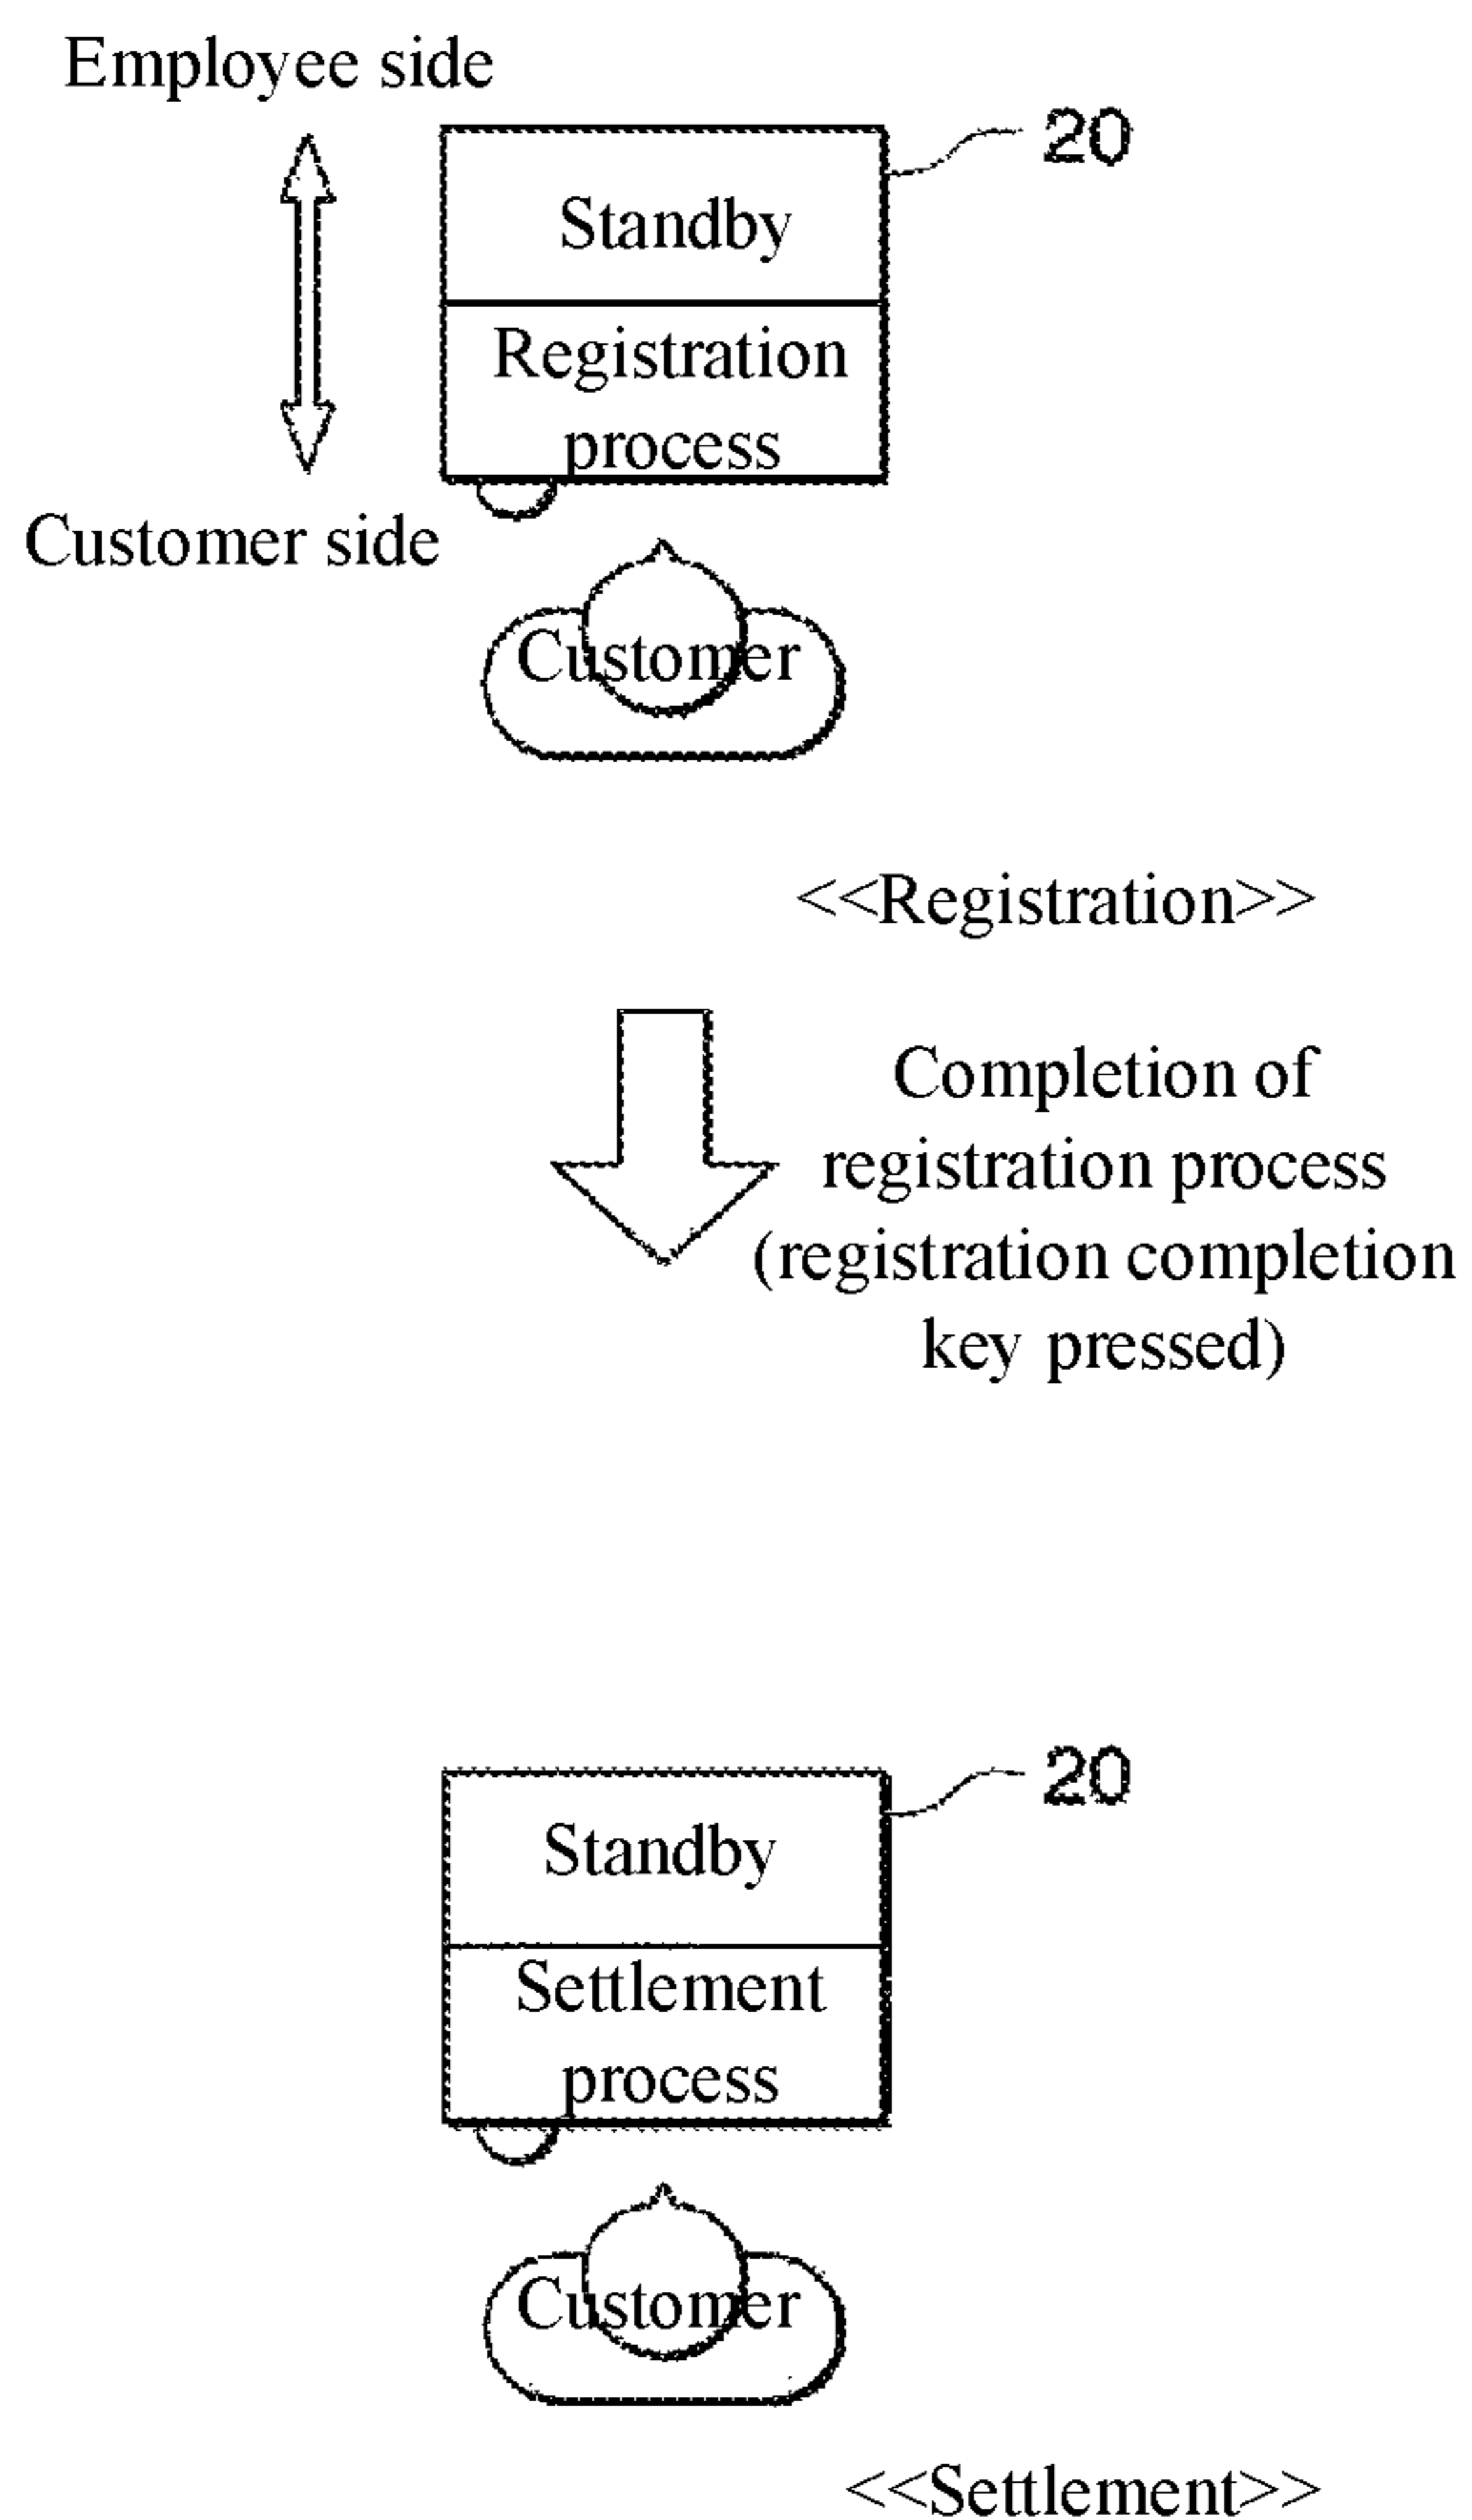 Employee side
20
Standby
Registration
process
Customer side
Customer
<<Registration>>
Completion of
registration process
(registration completion
key pressed)
20
Standby
Settlement
process
Customer
<<Settlement>>